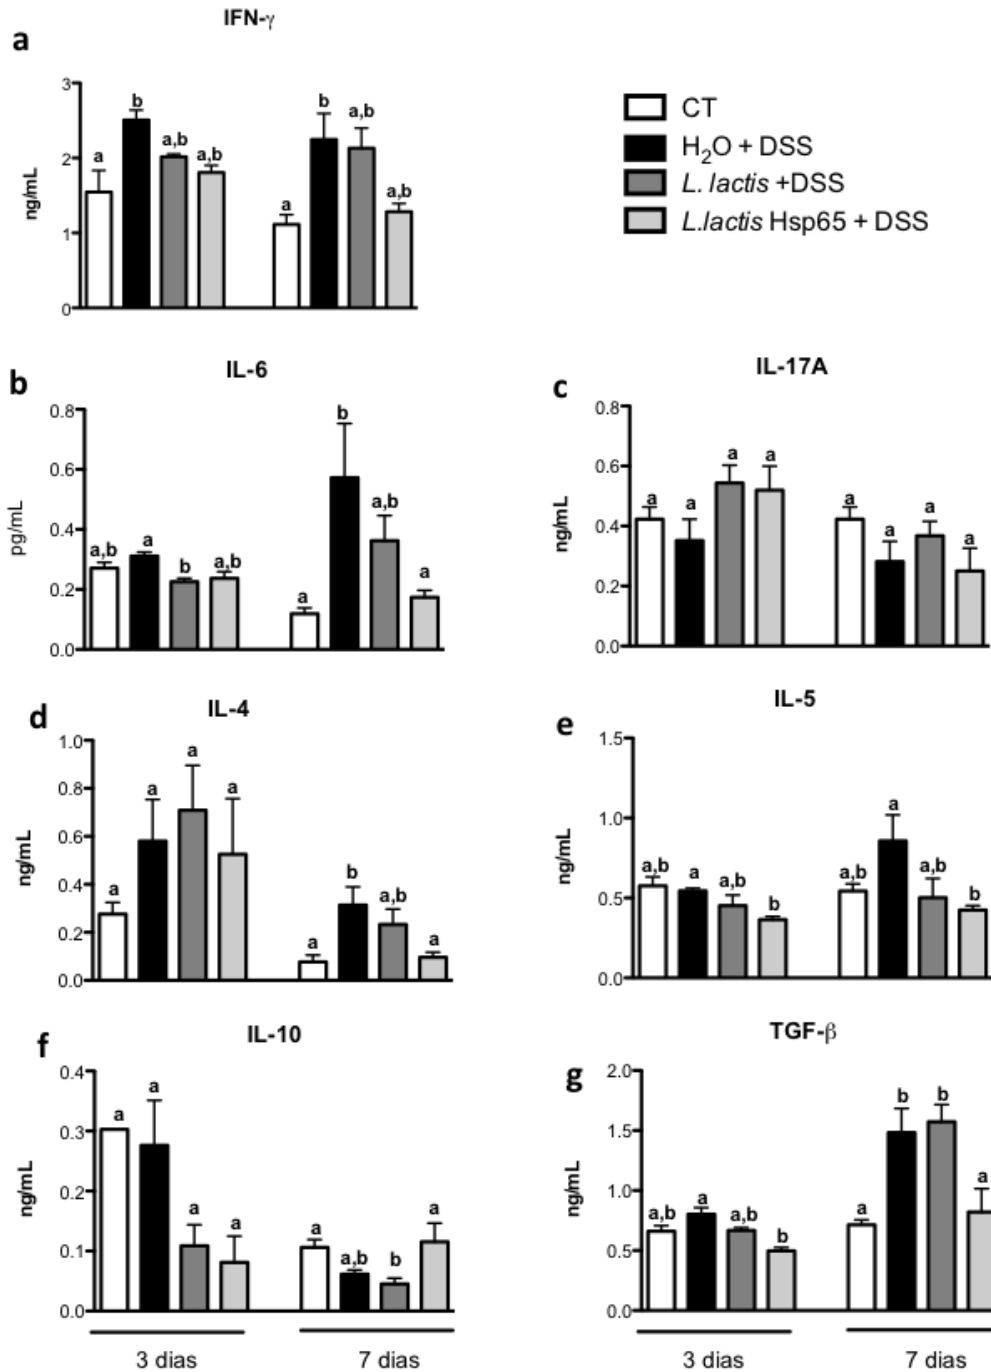 IFN-γ
a
3
2
1
0
ng/mL
a
b
a,b
a,b
a
b
a,b
a,b
CT
H₂O + DSS
L. lactis +DSS
L.lactis Hsp65 + DSS
IL-6
b
0.8
0.6
0.4
0.2
0.0
pg/mL
a,b
a
b
a,b
a
b
a,b
a
IL-17A
c
0.8
0.6
0.4
0.2
0.0
ng/mL
a
a
a
a
a
a
a
a
IL-4
d
1.0
0.8
0.6
0.4
0.2
0.0
ng/mL
a
a
a
a
a
b
a,b
a
IL-5
e
1.5
1.0
0.5
0.0
ng/mL
a,b
a
a,b
b
a,b
a
a,b
b
IL-10
f
0.4
0.3
0.2
0.1
0.0
ng/mL
a
a
a
a
a
a,b
b
a
3 dias
7 dias
TGF-β
g
2.0
1.5
1.0
0.5
0.0
ng/mL
a,b
a
a,b
b
a
b
b
a
3 dias
7 dias